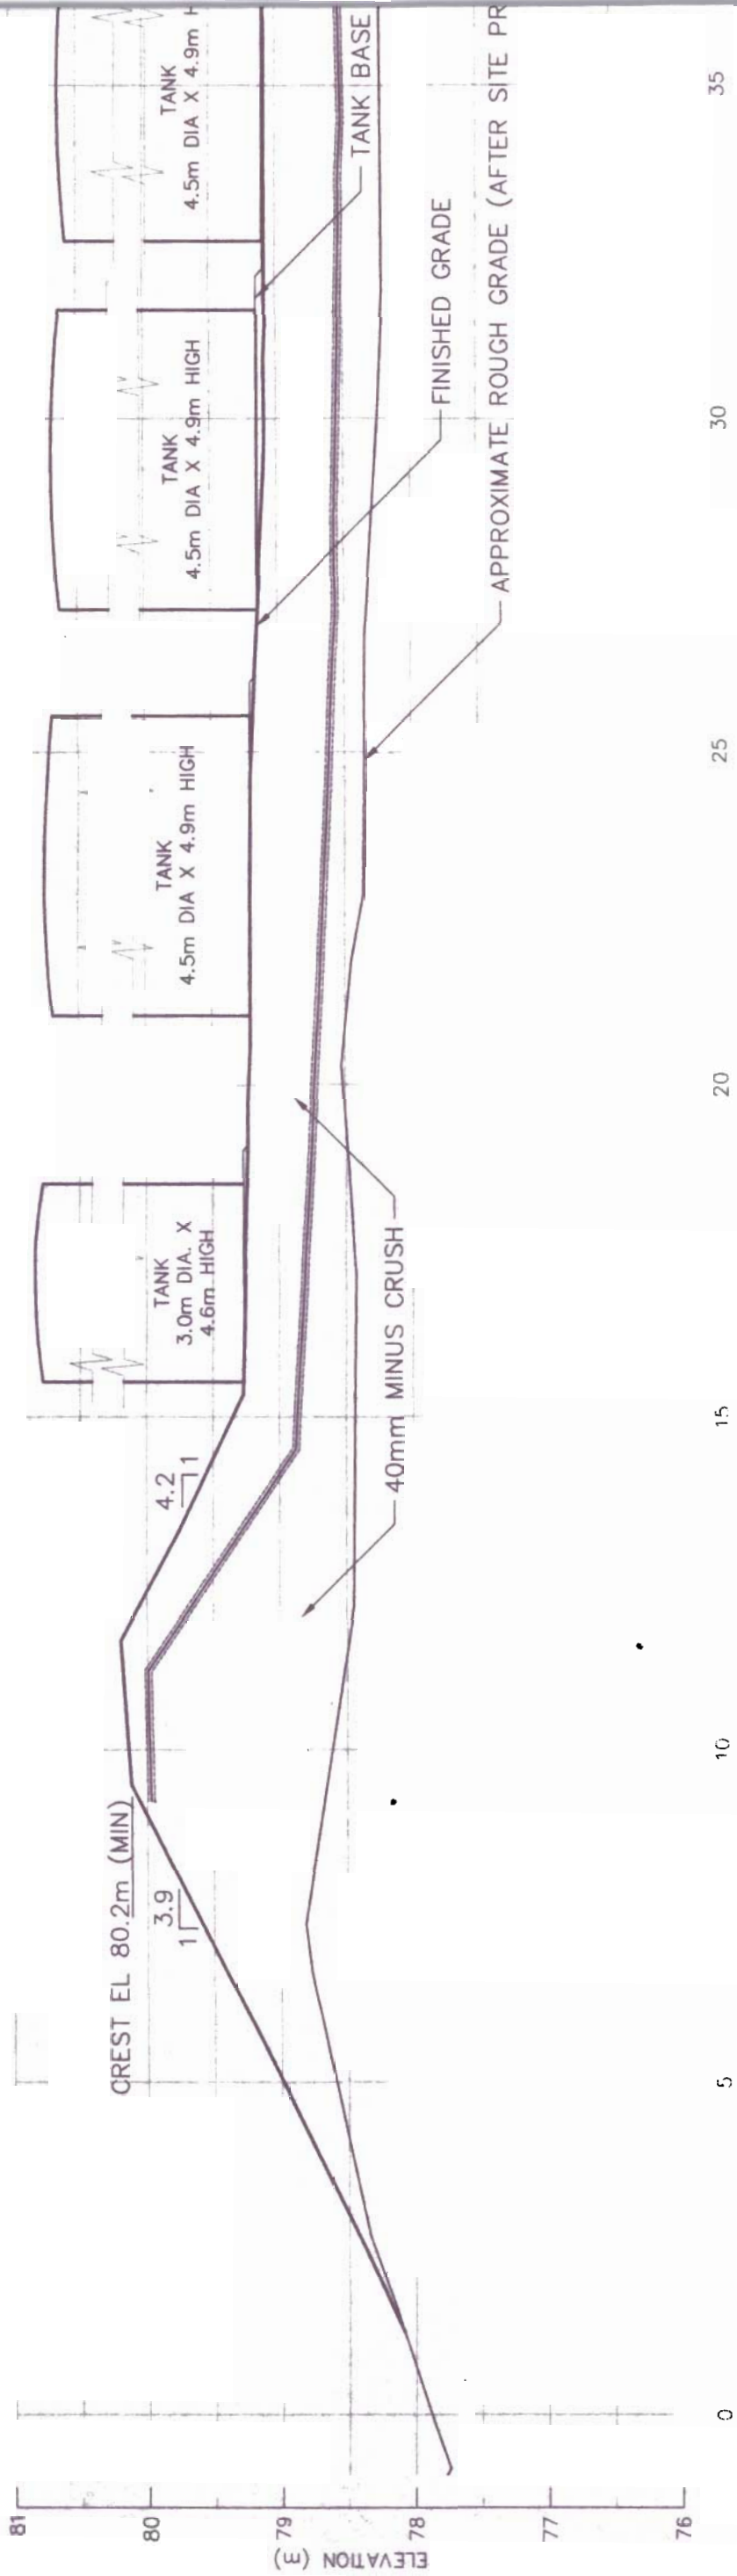 81
80
79
78
77
76
ELEVATION (m)
CREST EL 80.2m (MIN)
3.9
1
4.2
1
TANK
3.0m DIA. X
4.6m HIGH
TANK
4.5m DIA X 4.9m HIGH
TANK
4.5m DIA X 4.9m HIGH
TANK
4.5m DIA X 4.9m H
TANK BASE
FINISHED GRADE
APPROXIMATE ROUGH GRADE (AFTER SITE PR
40mm MINUS CRUSH
0
5
10
15
20
25
30
35